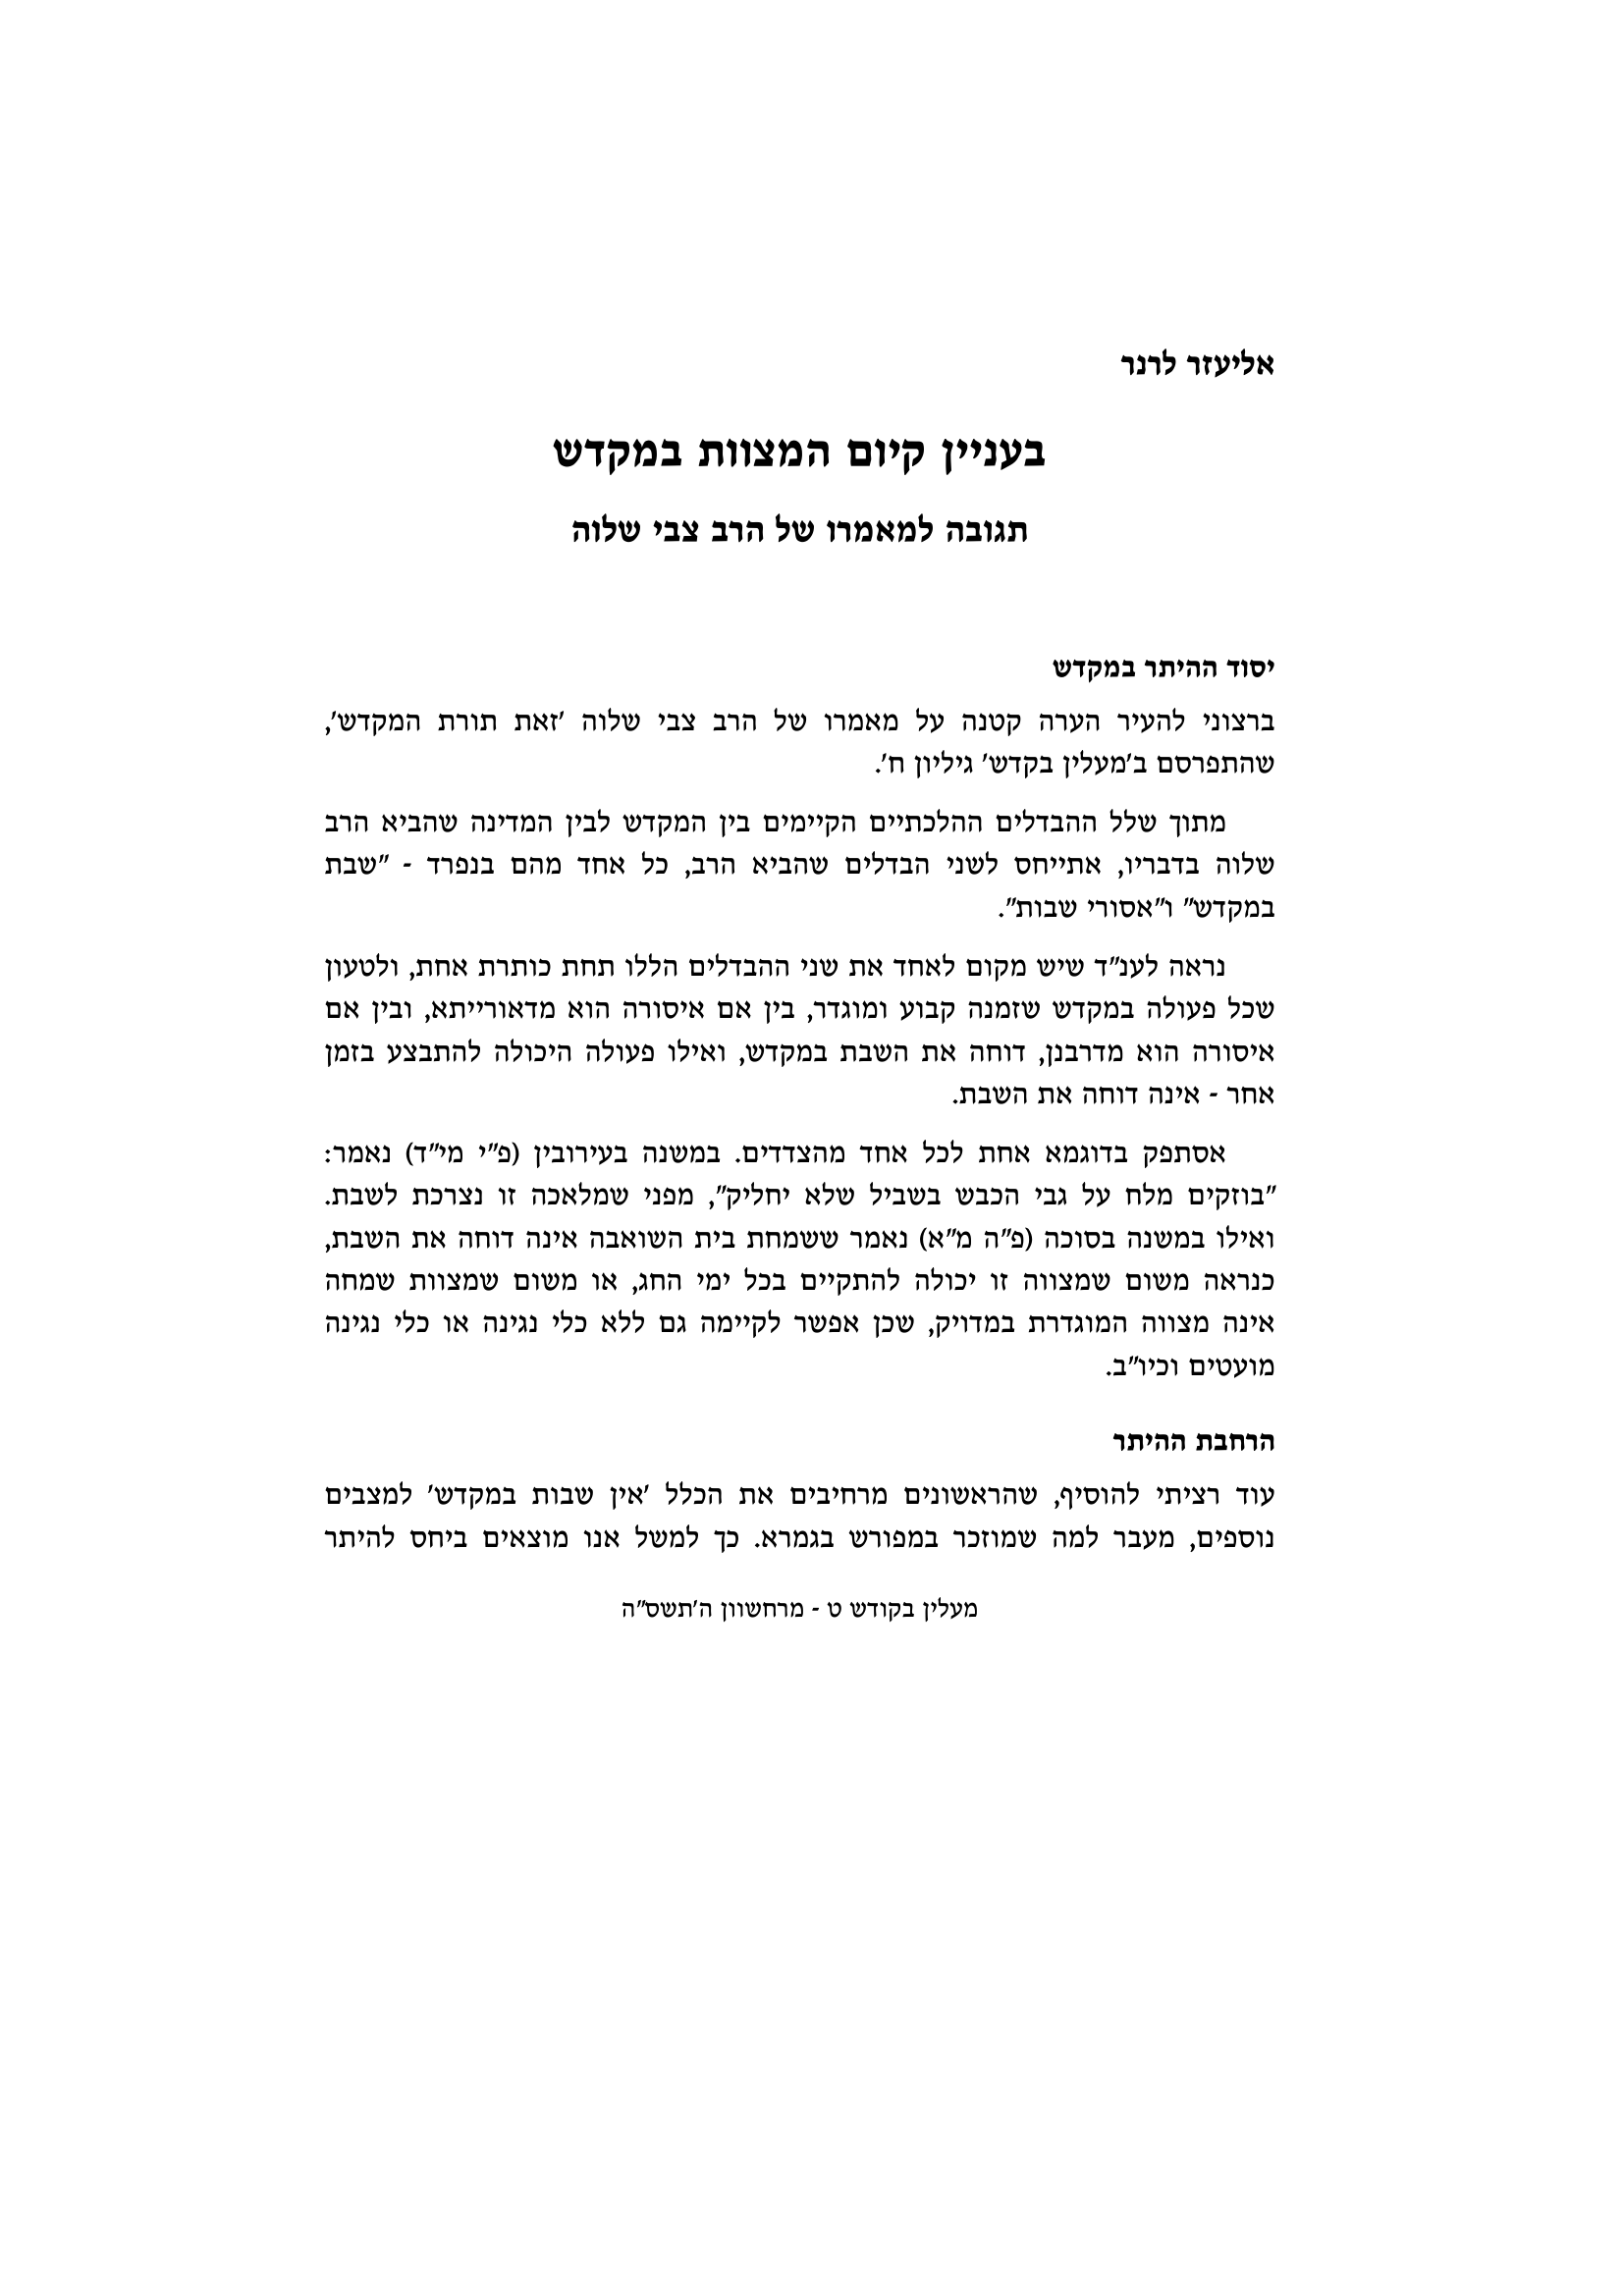 אליעזר לרנר
בעניין קיום המצוות במקדש
תגובה למאמרו של הרב צבי שלוה
יסוד ההיתר במקדש
ברצוני להעיר הערה קטנה על מאמרו של הרב צבי שלוה 'זאת תורת המקדש',
שהתפרסם ב'מעלין בקדש' גיליון ח'.
מתוך שלל ההבדלים ההלכתיים הקיימים בין המקדש לבין המדינה שהביא הרב
שלוה בדבריו, אתייחס לשני הבדלים שהביא הרב, כל אחד מהם בנפרד - "שבת
במקדש" ו"אסורי שבות".
נראה לענ"ד שיש מקום לאחד את שני ההבדלים הללו תחת כותרת אחת, ולטעון
שכל פעולה במקדש שזמנה קבוע ומוגדר, בין אם איסורה הוא מדאורייתא, ובין אם
איסורה הוא מדרבנן, דוחה את השבת במקדש, ואילו פעולה היכולה להתבצע בזמן
אחר - אינה דוחה את השבת.
אסתפק בדוגמא אחת לכל אחד מהצדדים. במשנה בעירובין (פ"י מי"ד) נאמר:
"בוזקים מלח על גבי הכבש בשביל שלא יחליק", מפני שמלאכה זו נצרכת לשבת.
ואילו במשנה בסוכה (פ"ה מ"א) נאמר ששמחת בית השואבה אינה דוחה את השבת,
כנראה משום שמצווה זו יכולה להתקיים בכל ימי החג, או משום שמצוות שמחה
אינה מצווה המוגדרת במדויק, שכן אפשר לקיימה גם ללא כלי נגינה או כלי נגינה
מועטים וכיו"ב.
הרחבת ההיתר
עוד רציתי להוסיף, שהראשונים מרחיבים את הכלל 'אין שבות במקדש' למצבים
נוספים, מעבר למה שמוזכר במפורש בגמרא. כך למשל אנו מוצאים ביחס להיתר
מעלין בקודש ט - מרחשוון ה'תשס"ה